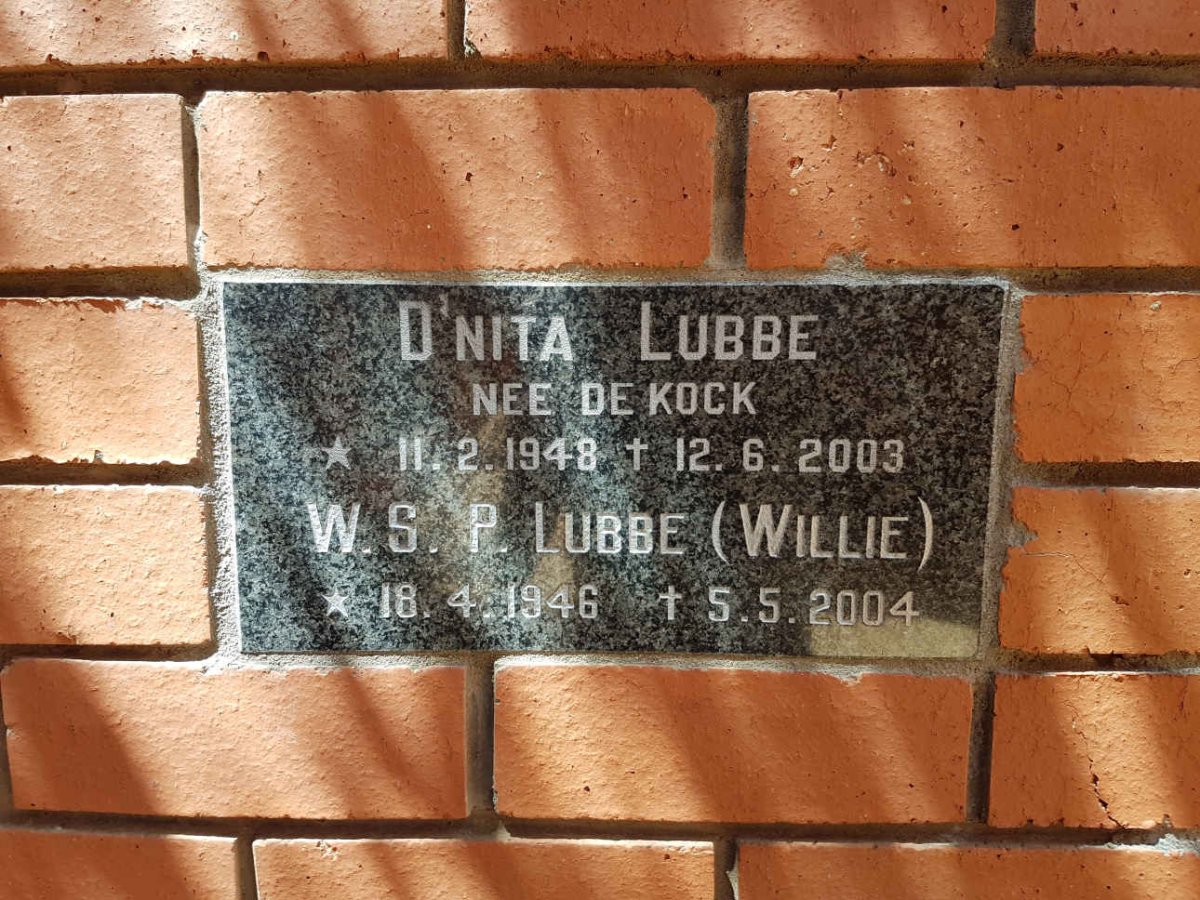 D'NITA LUBBE
NEE DE KOCK
★ 11.2.1948 † 12.6.2003
W.S.P. LUBBE (WILLIE)
★ 18.4.1946 † 5.5.2004